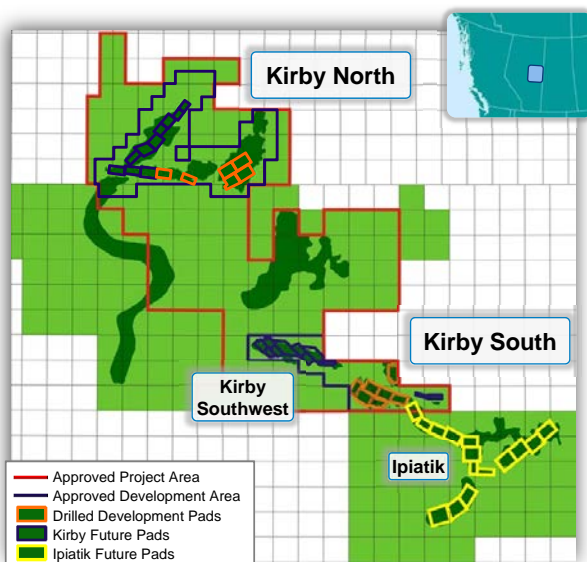 Kirby North
Kirby South
Kirby
Southwest
Ipiatik
Approved Project Area
Approved Development Area
Drilled Development Pads
Kirby Future Pads
Ipiatik Future Pads